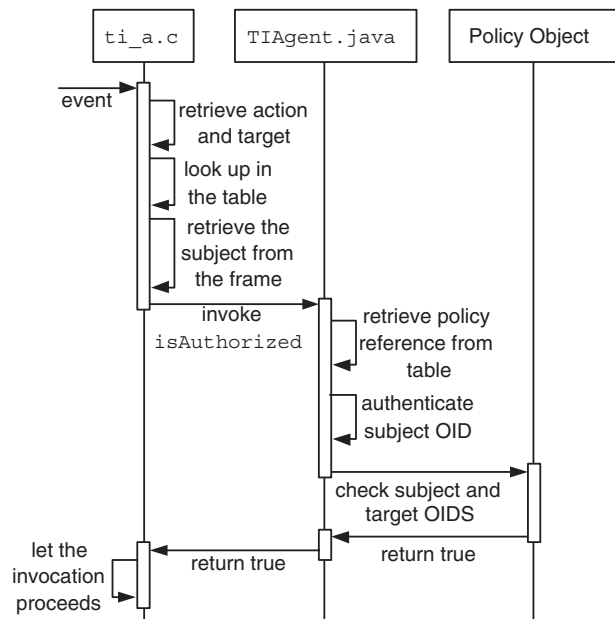 ti_a.c
TIAgent.java
Policy Object
event
retrieve action
and target
look up in
the table
retrieve the
subject from
the frame
invoke
isAuthorized
retrieve policy
reference from
table
authenticate
subject OID
check subject and
target OIDS
return true
return true
let the
invocation
proceeds